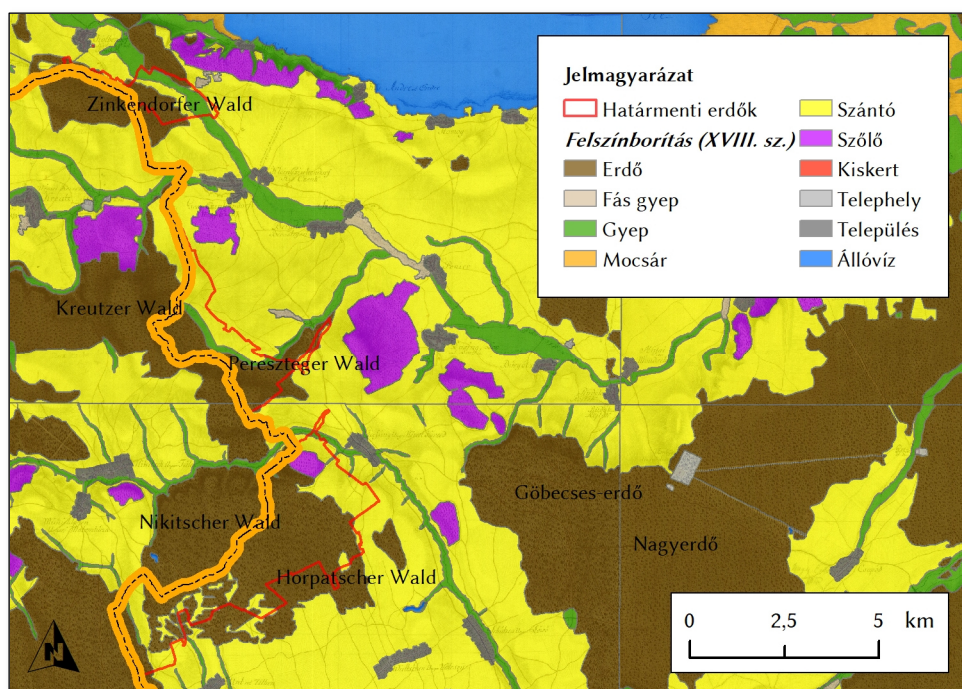 Jelmagyarázat
Határmenti erdők
Felszínborítás (XVIII. sz.)
Erdő
Fás gyep
Gyep
Mocsár
Szántó
Szőlő
Kiskert
Telephely
Település
Állóvíz
Zinkendorfer Wald
Kreutzer Wald
Pereszteger Wald
Göbecses-erdő
Nikitscher Wald
Nagyerdő
Horpatscher Wald
0 2,5 5 km
N